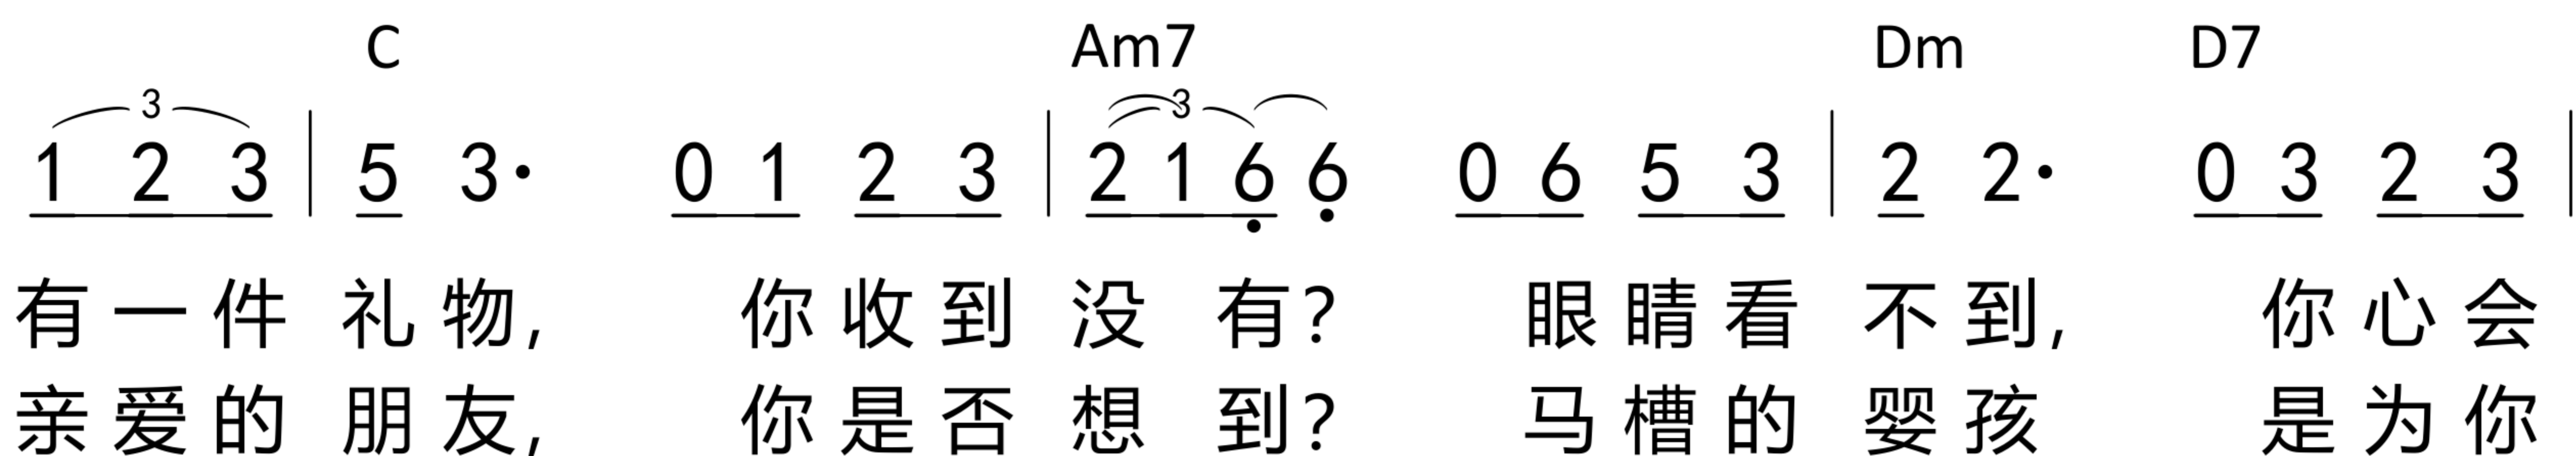 C Am7 Dm D7
3 3
1 2 3 | 5 3· 0 1 2 3 | 2 1 6̣ 6̣ 0 6 5 3 | 2 2· 0 3 2 3 |
有一件礼物, 你收到没有? 眼睛看不到, 你心会
亲爱的朋友, 你是否想到? 马槽的婴孩 是为你